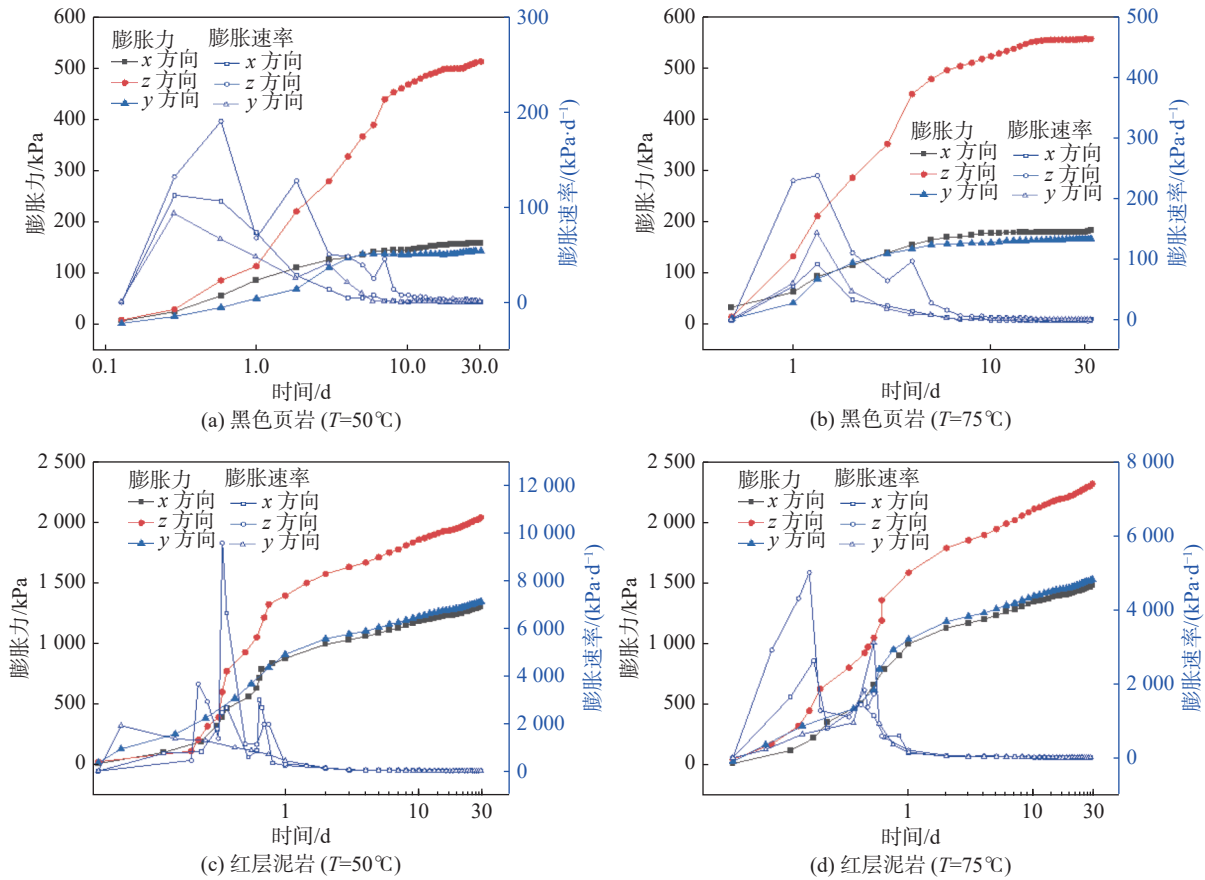 600
500
400
300
200
100
0
膨胀力/kPa
300
200
100
0
膨胀速率/(kPa·d⁻¹)
膨胀力 膨胀速率
x 方向 x 方向
z 方向 z 方向
y 方向 y 方向
0.1 1.0 10.0 30.0
时间/d
(a) 黑色页岩 (T=50℃)
600
500
400
300
200
100
0
膨胀力/kPa
500
400
300
200
100
0
膨胀速率/(kPa·d⁻¹)
膨胀力 膨胀速率
x 方向 x 方向
z 方向 z 方向
y 方向 y 方向
1 10 30
时间/d
(b) 黑色页岩 (T=75℃)
2 500
2 000
1 500
1 000
500
0
膨胀力/kPa
12 000
10 000
8 000
6 000
4 000
2 000
0
膨胀速率/(kPa·d⁻¹)
膨胀力 膨胀速率
x 方向 x 方向
z 方向 z 方向
y 方向 y 方向
1 10 30
时间/d
(c) 红层泥岩 (T=50℃)
2 500
2 000
1 500
1 000
500
0
膨胀力/kPa
8 000
6 000
4 000
2 000
0
膨胀速率/(kPa·d⁻¹)
膨胀力 膨胀速率
x 方向 x 方向
z 方向 z 方向
y 方向 y 方向
1 10 30
时间/d
(d) 红层泥岩 (T=75℃)